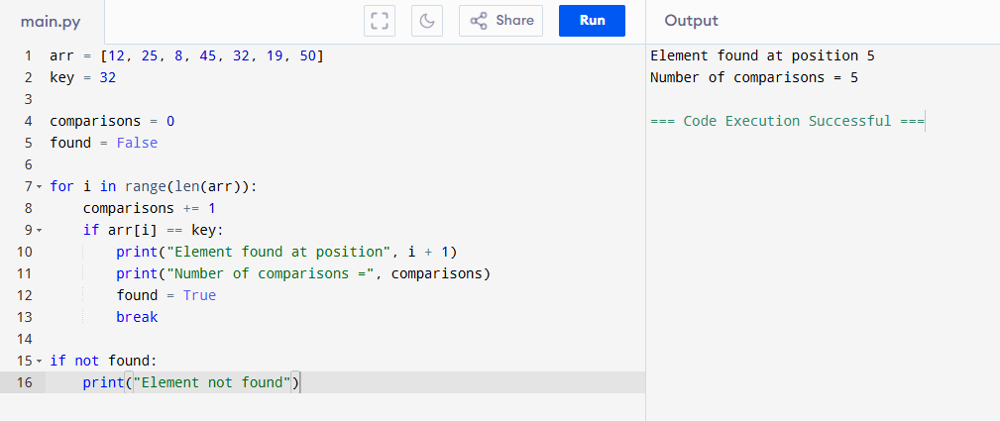 main.py
Share
Run
Output
1 arr = [12, 25, 8, 45, 32, 19, 50]
2 key = 32
3
4 comparisons = 0
5 found = False
6
7 for i in range(len(arr)):
8     comparisons += 1
9     if arr[i] == key:
10         print("Element found at position", i + 1)
11         print("Number of comparisons =", comparisons)
12         found = True
13         break
14
15 if not found:
16     print("Element not found")
Element found at position 5
Number of comparisons = 5
=== Code Execution Successful ===